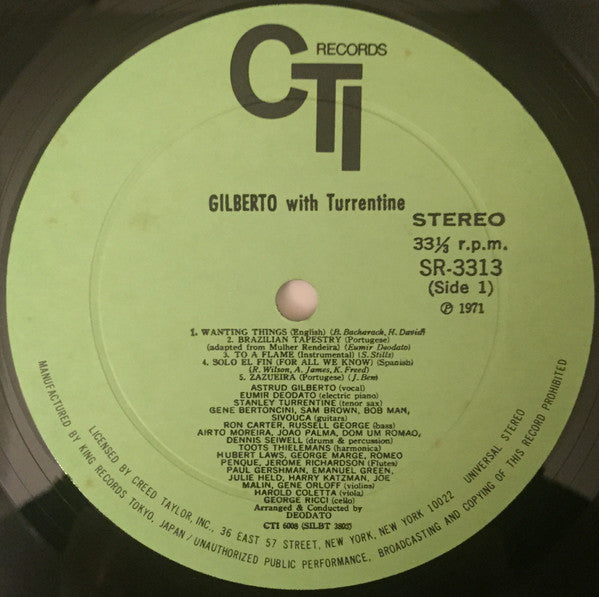 RECORDS
CTI
GILBERTO with Turrentine
STEREO
33⅓ r.p.m.
SR-3313
(Side 1)
Ⓟ 1971
1. WANTING THINGS (English) (B. Bacharack, H. David)
2. BRAZILIAN TAPESTRY (Portugese)
(adapted from Mulher Rendeira) (Eumir Deodato)
3. TO A FLAME (Instrumental) (S. Stills)
4. SOLO EL FIN (FOR ALL WE KNOW) (Spanish)
(R. Wilson, A. James, K. Freed)
5. ZAZUEIRA (Portugese) (J. Ben)
ASTRUD GILBERTO (vocal)
EUMIR DEODATO (electric piano)
STANLEY TURRENTINE (tenor sax)
GENE BERTONCINI, SAM BROWN, BOB MAN,
SIVOUCA (guitars)
RON CARTER, RUSSELL GEORGE (bass)
AIRTO MOREIRA, JOAO PALMA, DOM UM ROMAO,
DENNIS SEIWELL (drums & percussion)
TOOTS THIELEMANS (harmonica)
HUBERT LAWS, GEORGE MARGE, ROMEO
PENQUE, JEROME RICHARDSON (Flutes)
PAUL GERSHMAN, EMANUEL GREEN,
JULIE HELD, HARRY KATZMAN, JOE
MALIN, GENE ORLOFF (violins)
HAROLD COLETTA (viola)
GEORGE RICCI (cello)
Arranged & Conducted by
DEODATO
CTI 6008 (SILBT 3802)
LICENSED BY CREED TAYLOR, INC., 36 EAST 57 STREET, NEW YORK, NEW YORK 10022 UNIVERSAL STEREO
MANUFACTURED BY KING RECORDS TOKYO, JAPAN / UNAUTHORIZED PUBLIC PERFORMANCE, BROADCASTING AND COPYING OF THIS RECORD PROHIBITED